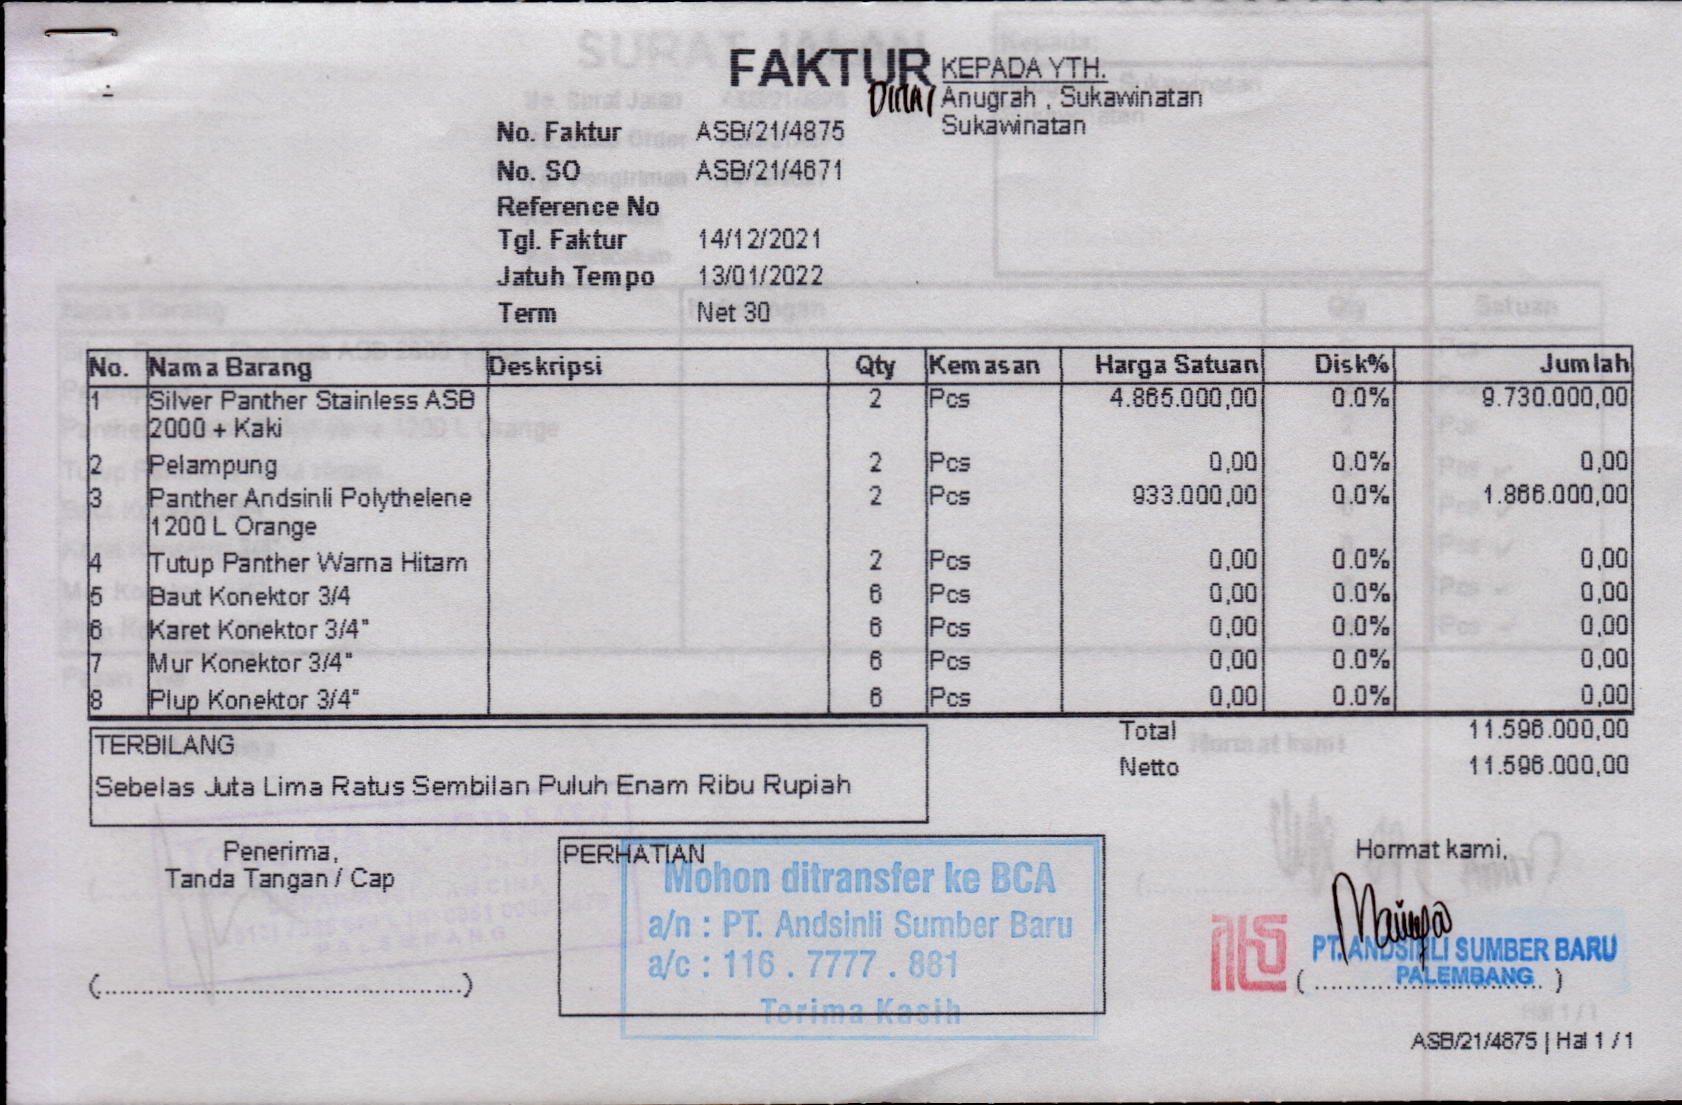 FAKTUR
KEPADA YTH.
Anugrah , Sukawinatan
Sukawinatan
No. Faktur ASB/21/4875
No. SO ASB/21/4671
Reference No
Tgl. Faktur 14/12/2021
Jatuh Tempo 13/01/2022
Term Net 30
No. Nama Barang Deskripsi Qty Kemasan Harga Satuan Disk% Jumlah
1 Silver Panther Stainless ASB 2 Pcs 4.865.000,00 0.0% 9.730.000,00
2000 + Kaki
2 Pelampung 2 Pcs 0,00 0.0% 0,00
3 Panther Andsinli Polythelene 2 Pcs 933.000,00 0.0% 1.866.000,00
1200 L Orange
4 Tutup Panther Warna Hitam 2 Pcs 0,00 0.0% 0,00
5 Baut Konektor 3/4 6 Pcs 0,00 0.0% 0,00
6 Karet Konektor 3/4" 6 Pcs 0,00 0.0% 0,00
7 Mur Konektor 3/4" 6 Pcs 0,00 0.0% 0,00
8 Plup Konektor 3/4" 6 Pcs 0,00 0.0% 0,00
Total 11.596.000,00
Netto 11.596.000,00
TERBILANG
Sebelas Juta Lima Ratus Sembilan Puluh Enam Ribu Rupiah
Penerima,
Tanda Tangan / Cap
(................................................)
PERHATIAN
Mohon ditransfer ke BCA
a/n : PT. Andsinli Sumber Baru
a/c : 116 . 7777 . 881
Terima Kasih
Hormat kami,
PT. ANDSINLI SUMBER BARU
PALEMBANG
ASB/21/4875 | Hal 1 / 1